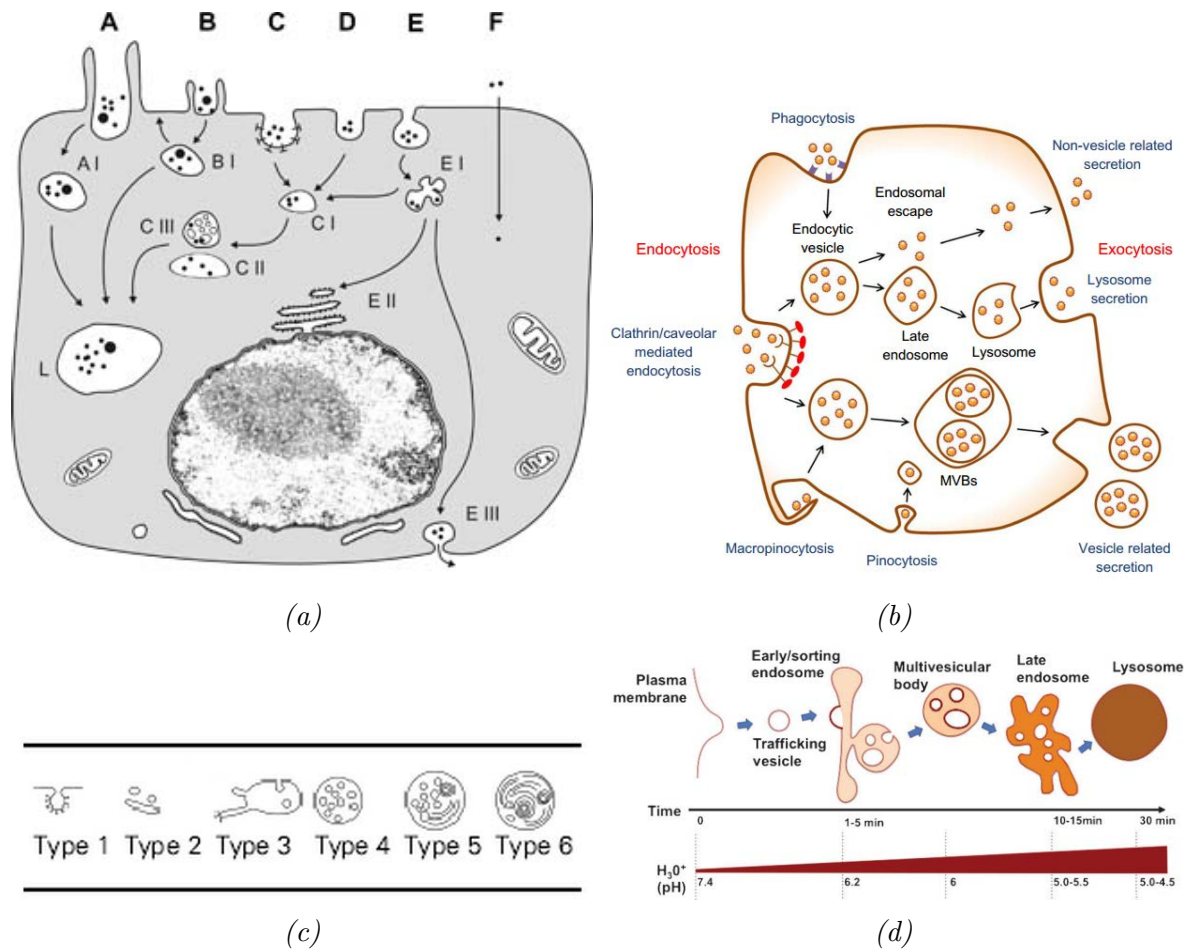 A B C D E F
A I
B I
E I
C I
C III
C II
E II
L
E III
(a)
Phagocytosis
Non-vesicle related
secretion
Endosomal
escape
Endocytic
vesicle
Endocytosis
Exocytosis
Lysosome
secretion
Clathrin/caveolar
mediated
endocytosis
Late
endosome
Lysosome
MVBs
Macropinocytosis
Pinocytosis
Vesicle related
secretion
(b)
Type 1 Type 2 Type 3 Type 4 Type 5 Type 6
(c)
Plasma
membrane
Early/sorting
endosome
Trafficking
vesicle
Multivesicular
body
Late
endosome
Lysosome
Time
0 1-5 min 10-15min 30 min
H30+
(pH)
7.4 6.2 6 5.0-5.5 5.0-4.5
(d)